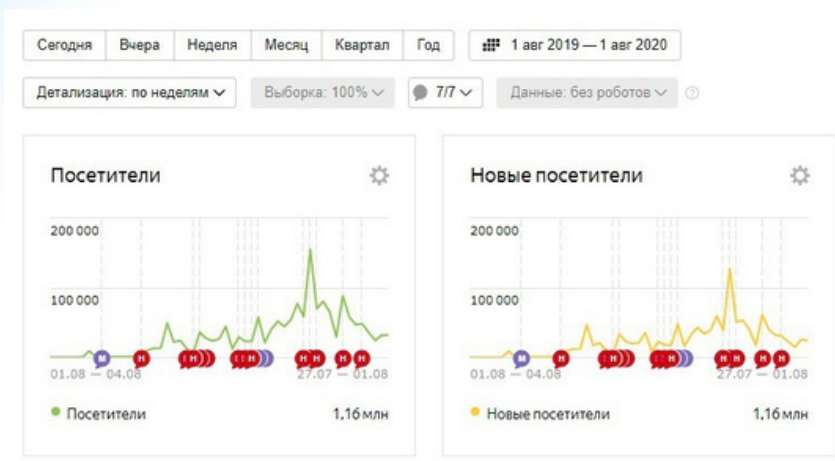 Сегодня Вчера Неделя Месяц Квартал Год 1 авг 2019 — 1 авг 2020
Детализация: по неделям Выборка: 100% 7/7 Данные: без роботов ?
Посетители
200 000
100 000
М Н Н Н Н Н Н Н
01.08 — 04.08 27.07 — 01.08
Посетители 1,16 млн
Новые посетители
200 000
100 000
М Н Н Н Н Н Н Н
01.08 — 04.08 27.07 — 01.08
Новые посетители 1,16 млн